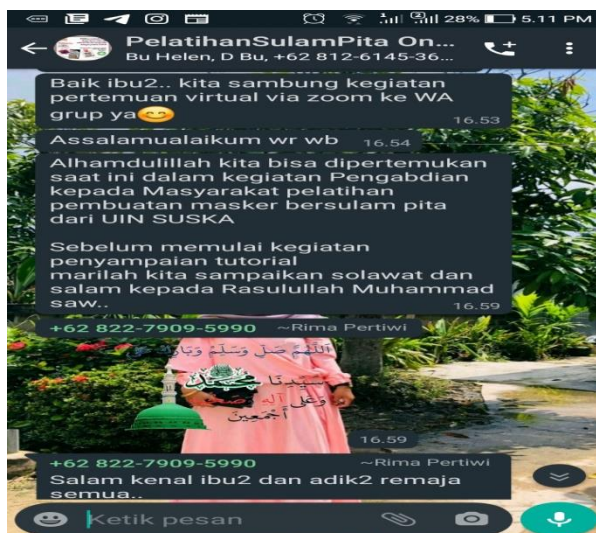 28% 5.11 PM
PelatihanSulamPita On...
Bu Helen, D Bu, +62 812-6145-36...
Baik ibu2.. kita sambung kegiatan
pertemuan virtual via zoom ke WA
grup ya😊
16.53
Assalamualaikum wr wb 16.54
Alhamdulillah kita bisa dipertemukan
saat ini dalam kegiatan Pengabdian
kepada Masyarakat pelatihan
pembuatan masker bersulam pita
dari UIN SUSKA
Sebelum memulai kegiatan
penyampaian tutorial
marilah kita sampaikan solawat dan
salam kepada Rasulullah Muhammad
saw..
16.59
+62 822-7909-5990 ~Rima Pertiwi
اللَّهُمَّ صَلِّ وَسَلِّمْ وَبَارِكْ عَلَى
سَيِّدِنَا مُحَمَّدٍ
وَعَلَى آلِهِ وَصَحْبِهِ
أَجْمَعِينَ
16.59
+62 822-7909-5990 ~Rima Pertiwi
Salam kenal ibu2 dan adik2 remaja
semua..
Ketik pesan